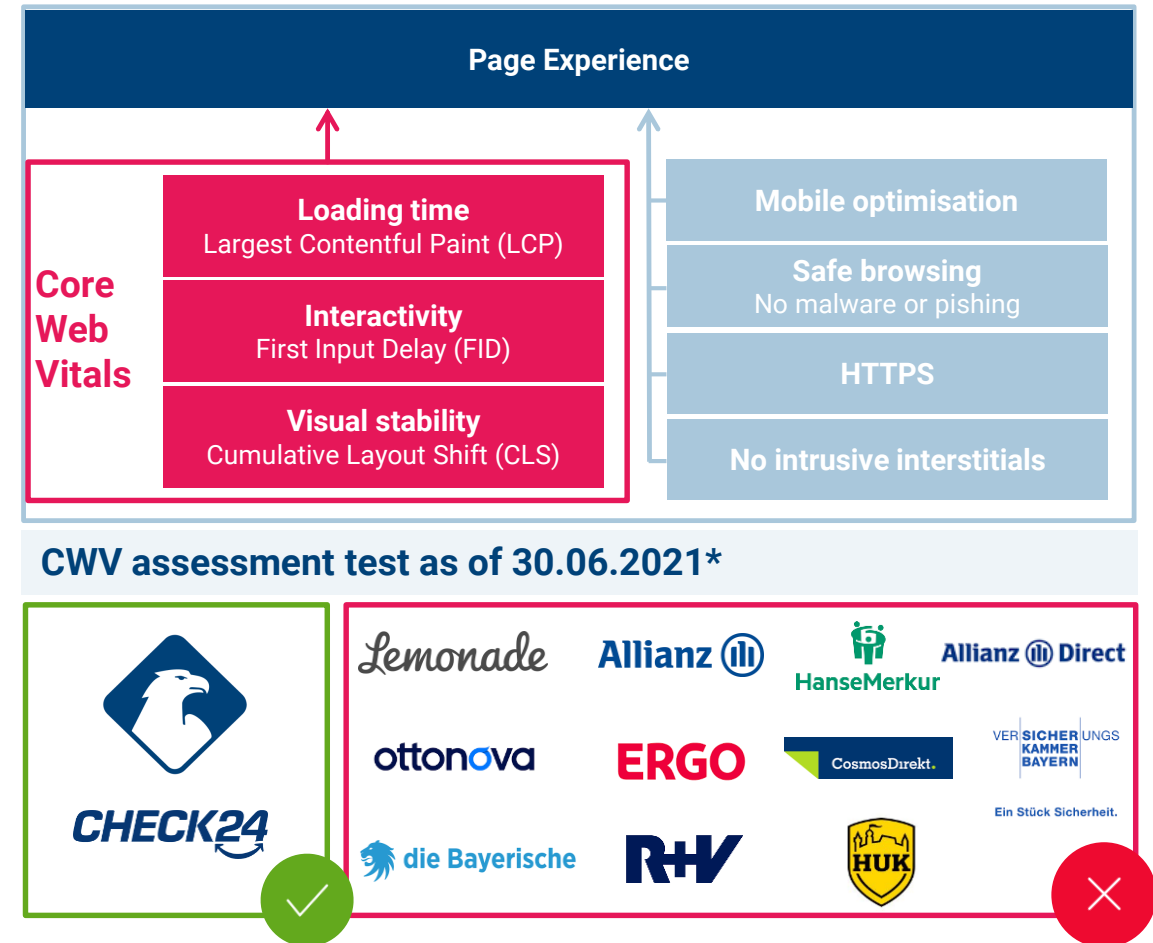 Page Experience
Core
Web
Vitals
Loading time
Largest Contentful Paint (LCP)
Interactivity
First Input Delay (FID)
Visual stability
Cumulative Layout Shift (CLS)
Mobile optimisation
Safe browsing
No malware or pishing
HTTPS
No intrusive interstitials
CWV assessment test as of 30.06.2021*
CHECK24
Lemonade
Allianz
HanseMerkur
Allianz Direct
ottonova
ERGO
CosmosDirekt.
VERSICHERUNGS
KAMMER
BAYERN
Ein Stück Sicherheit.
die Bayerische
R+V
HUK